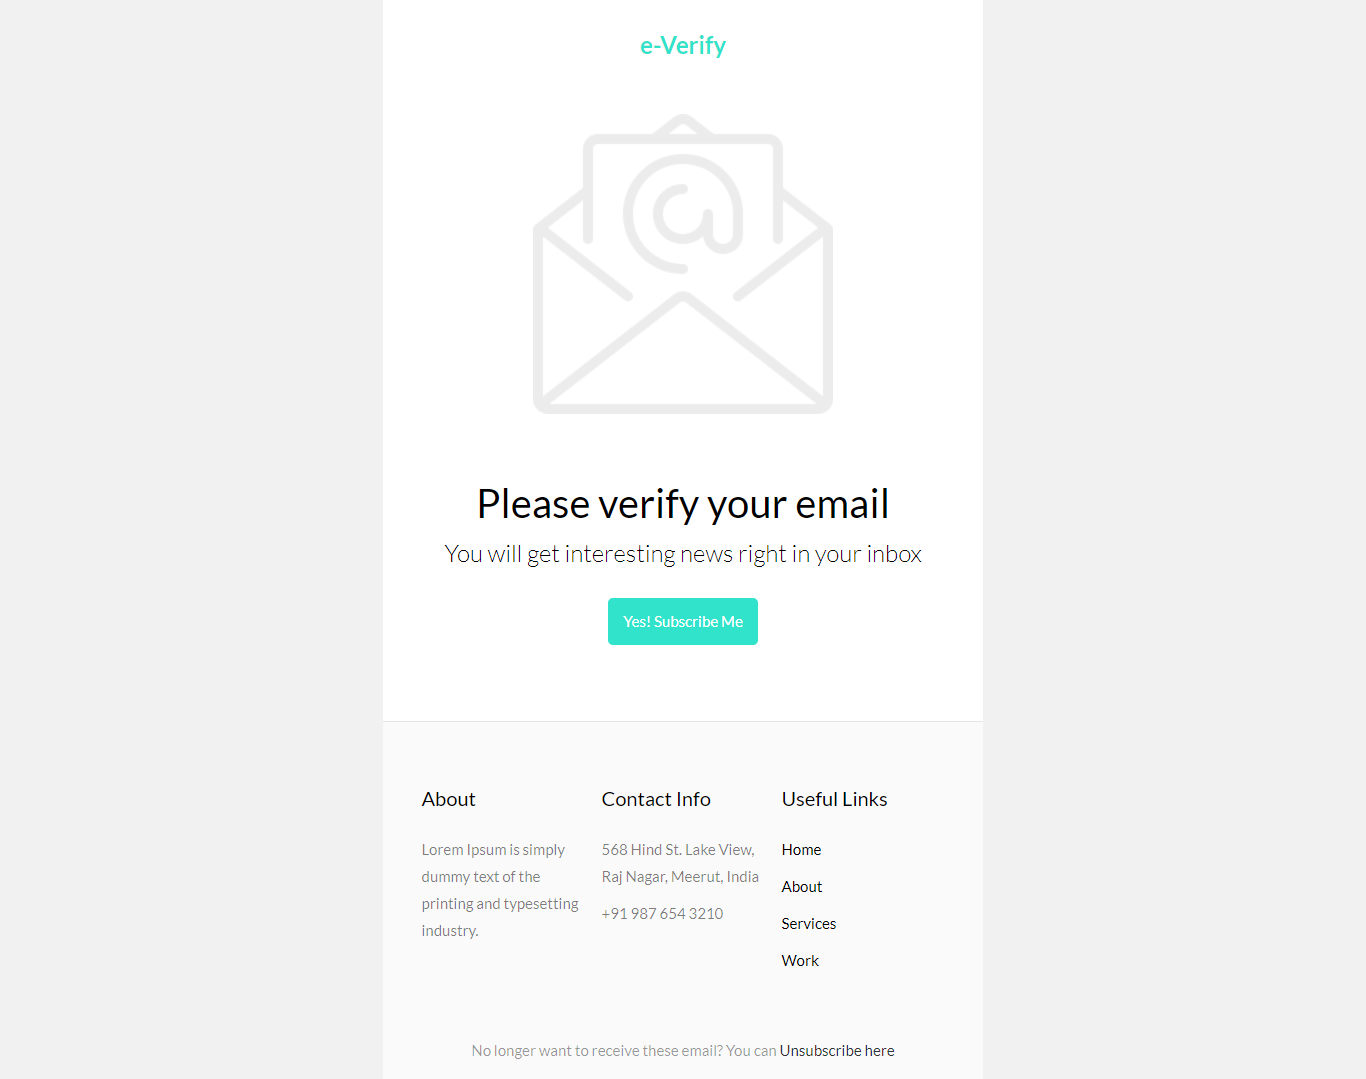 e-Verify
Please verify your email
You will get interesting news right in your inbox
Yes! Subscribe Me
About
Lorem Ipsum is simply
dummy text of the
printing and typesetting
industry.
Contact Info
568 Hind St. Lake View,
Raj Nagar, Meerut, India
+91 987 654 3210
Useful Links
Home
About
Services
Work
No longer want to receive these email? You can Unsubscribe here